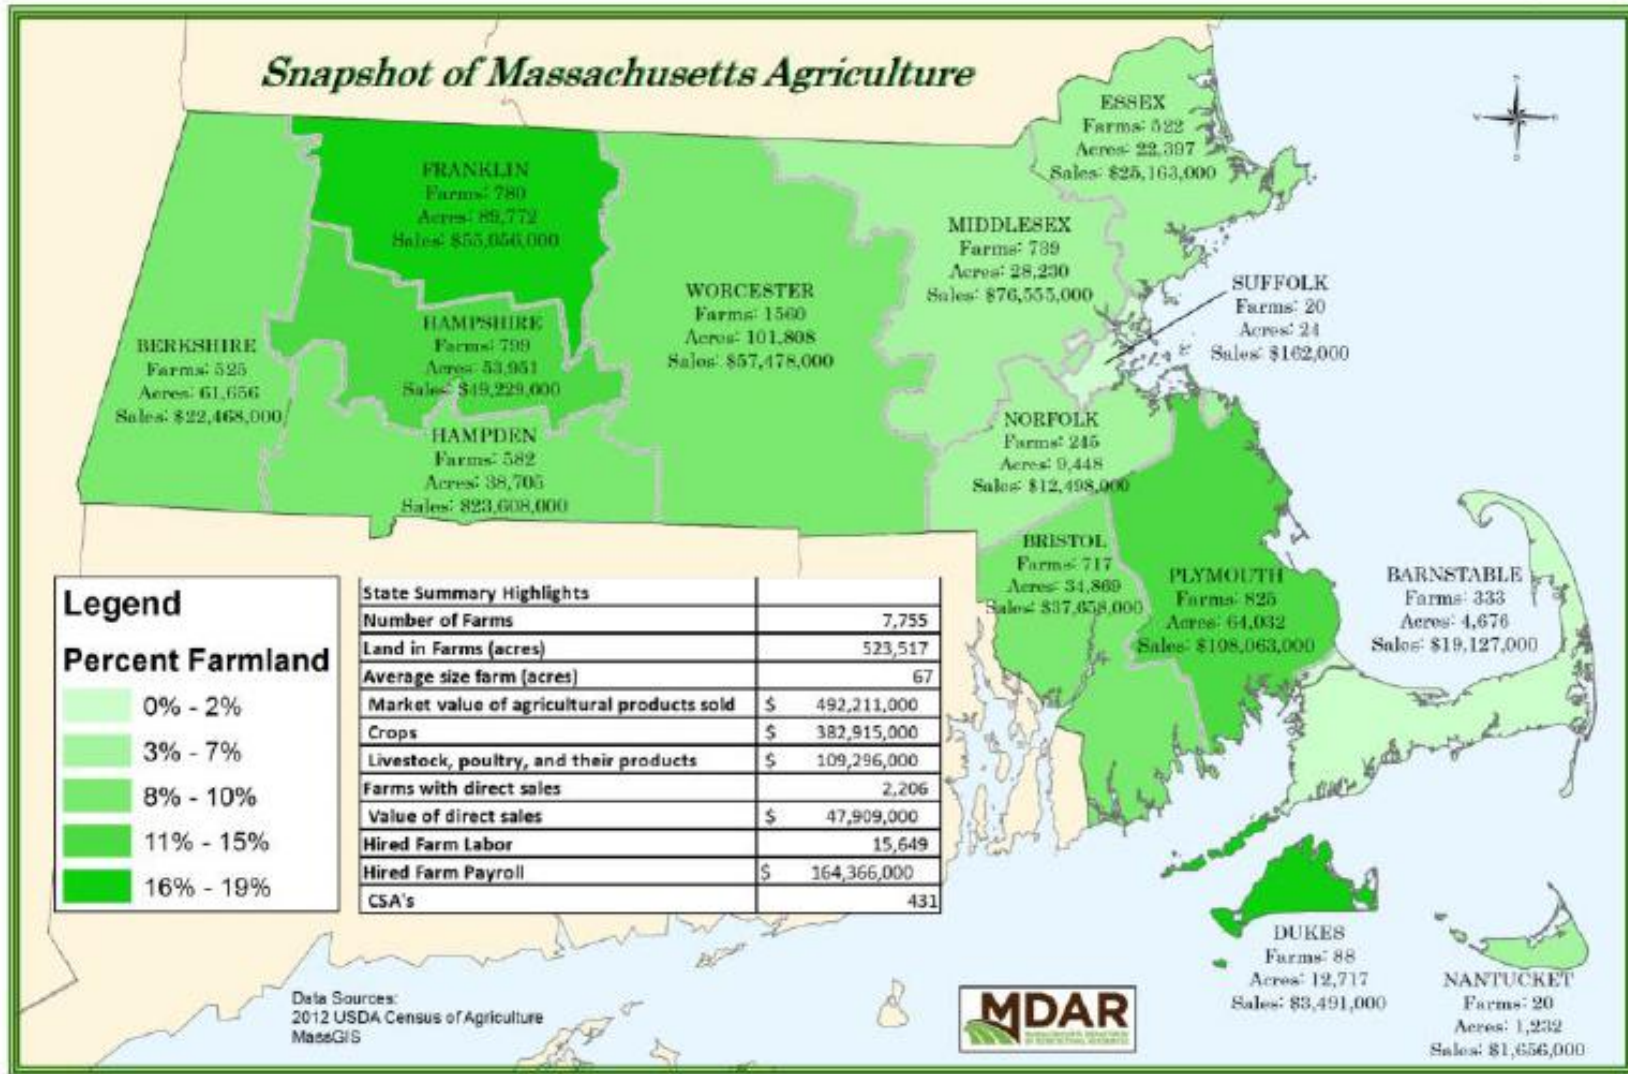 Snapshot of Massachusetts Agriculture
ESSEX
Farms: 522
Acres: 22,397
Sales: $25,163,000
FRANKLIN
Farms: 780
Acres: 89,772
Sales: $55,056,000
MIDDLESEX
Farms: 739
Acres: 28,230
Sales: $76,555,000
SUFFOLK
Farms: 20
Acres: 24
Sales: $162,000
WORCESTER
Farms: 1560
Acres: 101,808
Sales: $57,478,000
HAMPSHIRE
Farms: 799
Acres: 53,951
Sales: $49,229,000
BERKSHIRE
Farms: 525
Acres: 61,656
Sales: $22,468,000
HAMPDEN
Farms: 582
Acres: 38,705
Sales: $23,608,000
NORFOLK
Farms: 245
Acres: 9,448
Sales: $12,498,000
BRISTOL
Farms: 717
Acres: 34,869
Sales: $37,658,000
PLYMOUTH
Farms: 825
Acres: 64,032
Sales: $108,063,000
BARNSTABLE
Farms: 333
Acres: 4,676
Sales: $19,127,000
Legend
Percent Farmland
0% - 2%
3% - 7%
8% - 10%
11% - 15%
16% - 19%
State Summary Highlights
Number of Farms 7,755
Land in Farms (acres) 523,517
Average size farm (acres) 67
Market value of agricultural products sold $ 492,211,000
Crops $ 382,915,000
Livestock, poultry, and their products $ 109,296,000
Farms with direct sales 2,206
Value of direct sales $ 47,909,000
Hired Farm Labor 15,649
Hired Farm Payroll $ 164,366,000
CSA's 431
DUKES
Farms: 88
Acres: 12,717
Sales: $3,491,000
NANTUCKET
Farms: 20
Acres: 1,232
Sales: $1,656,000
Data Sources:
2012 USDA Census of Agriculture
MassGIS
MDAR